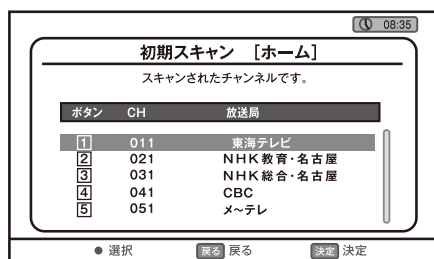 08:35
初期スキャン [ホーム]
スキャンされたチャンネルです。
ボタン CH 放送局
1 011 東海テレビ
2 021 NHK教育・名古屋
3 031 NHK総合・名古屋
4 041 CBC
5 051 メ～テレ
● 選択 戻る 戻る 決定 決定